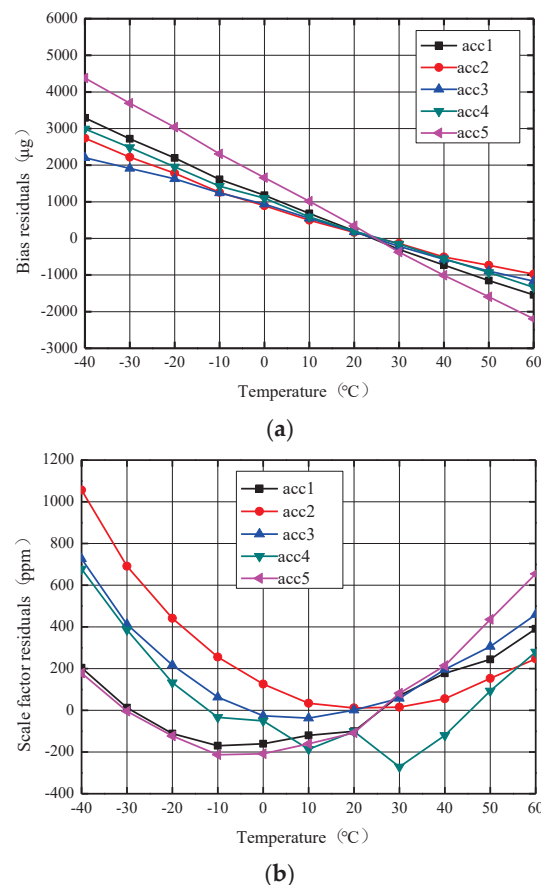 6000
5000
4000
3000
2000
1000
0
-1000
-2000
-3000
Bias residuals (μg)
acc1
acc2
acc3
acc4
acc5
-40 -30 -20 -10 0 10 20 30 40 50 60
Temperature (°C)
(a)
1200
1000
800
600
400
200
0
-200
-400
Scale factor residuals (ppm)
acc1
acc2
acc3
acc4
acc5
-40 -30 -20 -10 0 10 20 30 40 50 60
Temperature (°C)
(b)